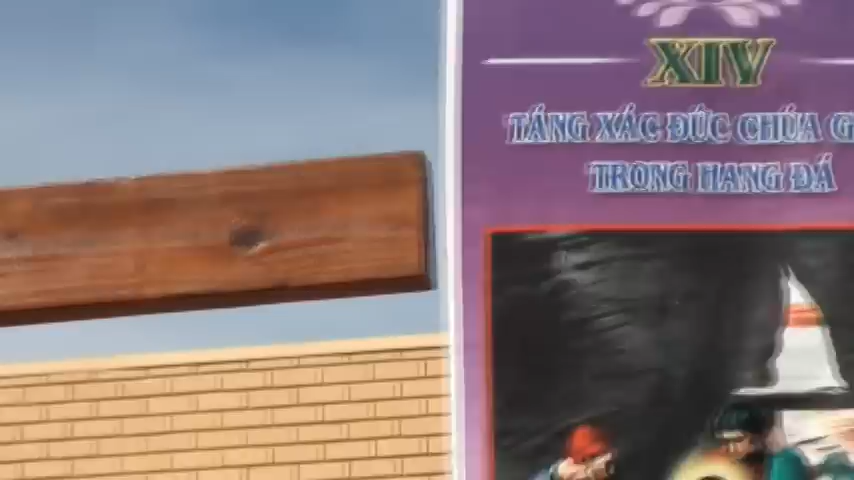 XIV
TÁNG XÁC ĐỨC CHÚA
TRONG HANG ĐÁ